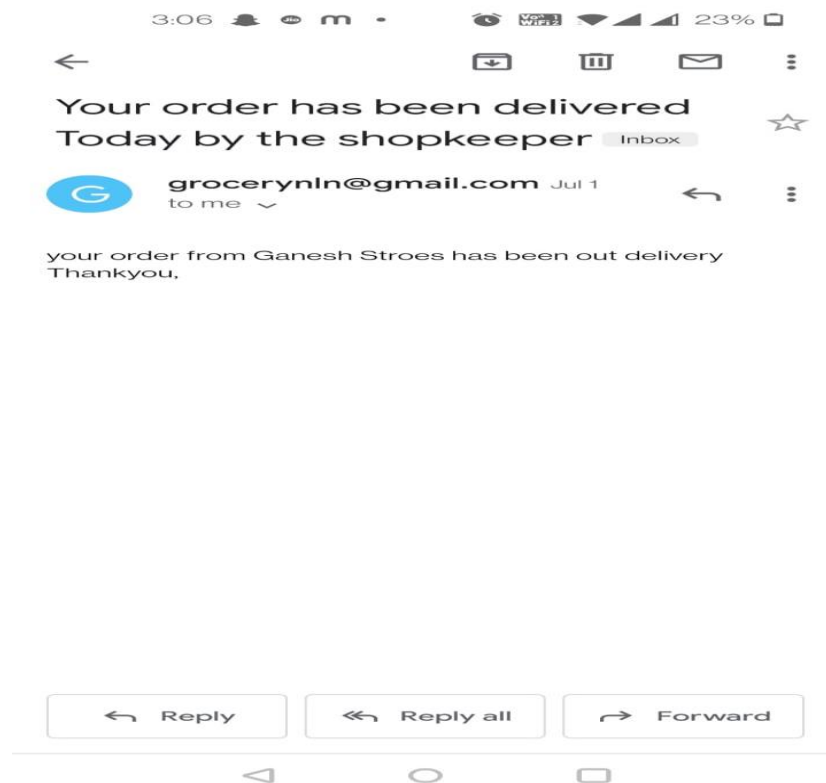 3:06 Jio m 23%
Your order has been delivered
Today by the shopkeeper Inbox
G
grocerynln@gmail.com Jul 1
to me
your order from Ganesh Stroes has been out delivery
Thankyou,
Reply Reply all Forward